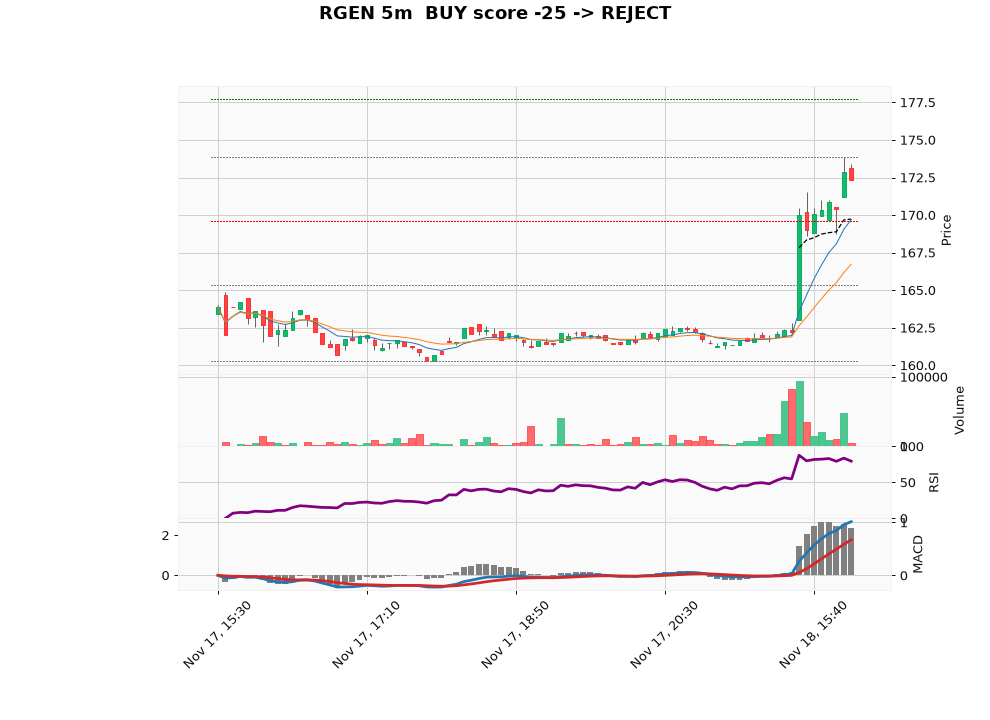 RGEN 5m  BUY score -25 -> REJECT
177.5
175.0
172.5
170.0
167.5
165.0
162.5
160.0
Price
100000
0
Volume
100
50
0
RSI
2
0
1
0
MACD
Nov 17, 15:30
Nov 17, 17:10
Nov 17, 18:50
Nov 17, 20:30
Nov 18, 15:40